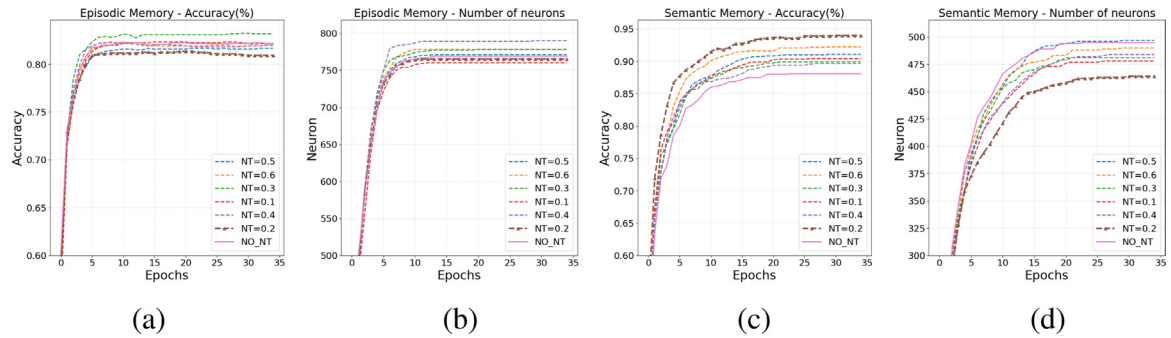 Episodic Memory - Accuracy(%)
Accuracy
0.80
0.75
0.70
0.65
0.60
0 5 10 15 20 25 30 35
Epochs
NT=0.5
NT=0.6
NT=0.3
NT=0.1
NT=0.4
NT=0.2
NO_NT
(a)
Episodic Memory - Number of neurons
Neuron
800
750
700
650
600
550
500
0 5 10 15 20 25 30 35
Epochs
NT=0.5
NT=0.6
NT=0.3
NT=0.1
NT=0.4
NT=0.2
NO_NT
(b)
Semantic Memory - Accuracy(%)
Accuracy
0.95
0.90
0.85
0.80
0.75
0.70
0.65
0.60
0 5 10 15 20 25 30 35
Epochs
NT=0.5
NT=0.6
NT=0.3
NT=0.1
NT=0.4
NT=0.2
NO_NT
(c)
Semantic Memory - Number of neurons
Neuron
500
475
450
425
400
375
350
325
300
0 5 10 15 20 25 30 35
Epochs
NT=0.5
NT=0.6
NT=0.3
NT=0.1
NT=0.4
NT=0.2
NO_NT
(d)